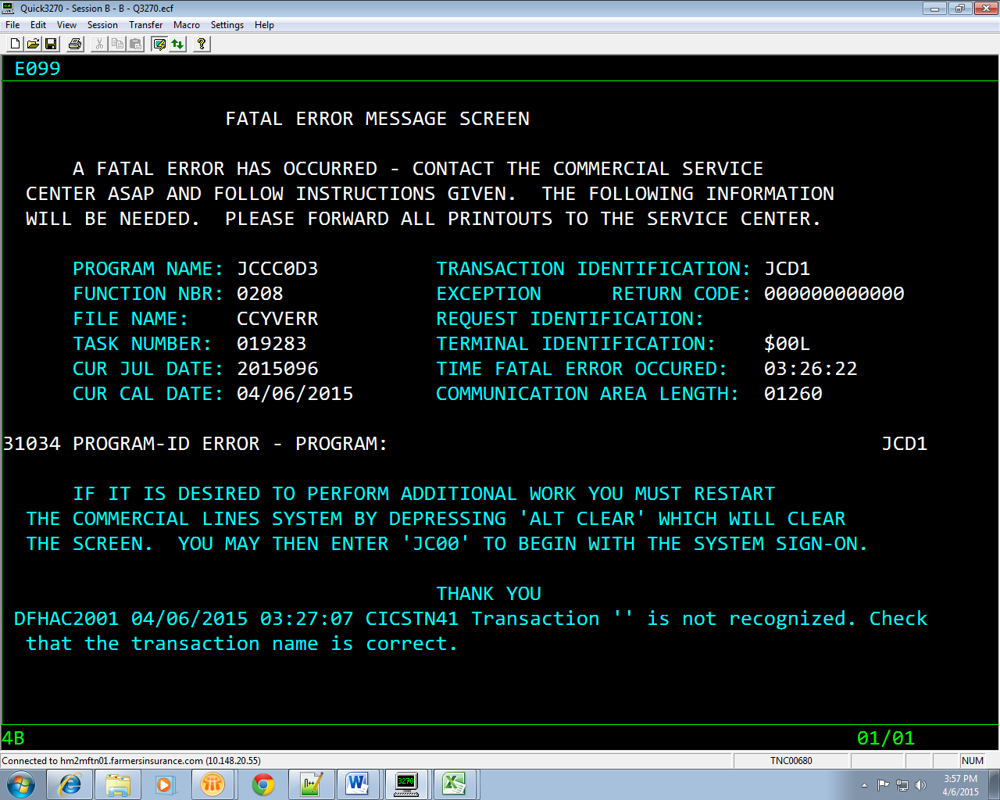 Quick3270 - Session B - B - Q3270.ecf
File Edit View Session Transfer Macro Settings Help
E099
FATAL ERROR MESSAGE SCREEN
A FATAL ERROR HAS OCCURRED - CONTACT THE COMMERCIAL SERVICE
CENTER ASAP AND FOLLOW INSTRUCTIONS GIVEN. THE FOLLOWING INFORMATION
WILL BE NEEDED. PLEASE FORWARD ALL PRINTOUTS TO THE SERVICE CENTER.
PROGRAM NAME: JCCC0D3 TRANSACTION IDENTIFICATION: JCD1
FUNCTION NBR: 0208 EXCEPTION RETURN CODE: 000000000000
FILE NAME: CCYVERR REQUEST IDENTIFICATION:
TASK NUMBER: 019283 TERMINAL IDENTIFICATION: $00L
CUR JUL DATE: 2015096 TIME FATAL ERROR OCCURED: 03:26:22
CUR CAL DATE: 04/06/2015 COMMUNICATION AREA LENGTH: 01260
31034 PROGRAM-ID ERROR - PROGRAM: JCD1
IF IT IS DESIRED TO PERFORM ADDITIONAL WORK YOU MUST RESTART
THE COMMERCIAL LINES SYSTEM BY DEPRESSING 'ALT CLEAR' WHICH WILL CLEAR
THE SCREEN. YOU MAY THEN ENTER 'JC00' TO BEGIN WITH THE SYSTEM SIGN-ON.
THANK YOU
DFHAC2001 04/06/2015 03:27:07 CICSTN41 Transaction '' is not recognized. Check
that the transaction name is correct.
4B 01/01
Connected to hm2mftn01.farmersinsurance.com (10.148.20.55) TNC00680 NUM
3270
3:57 PM
4/6/2015